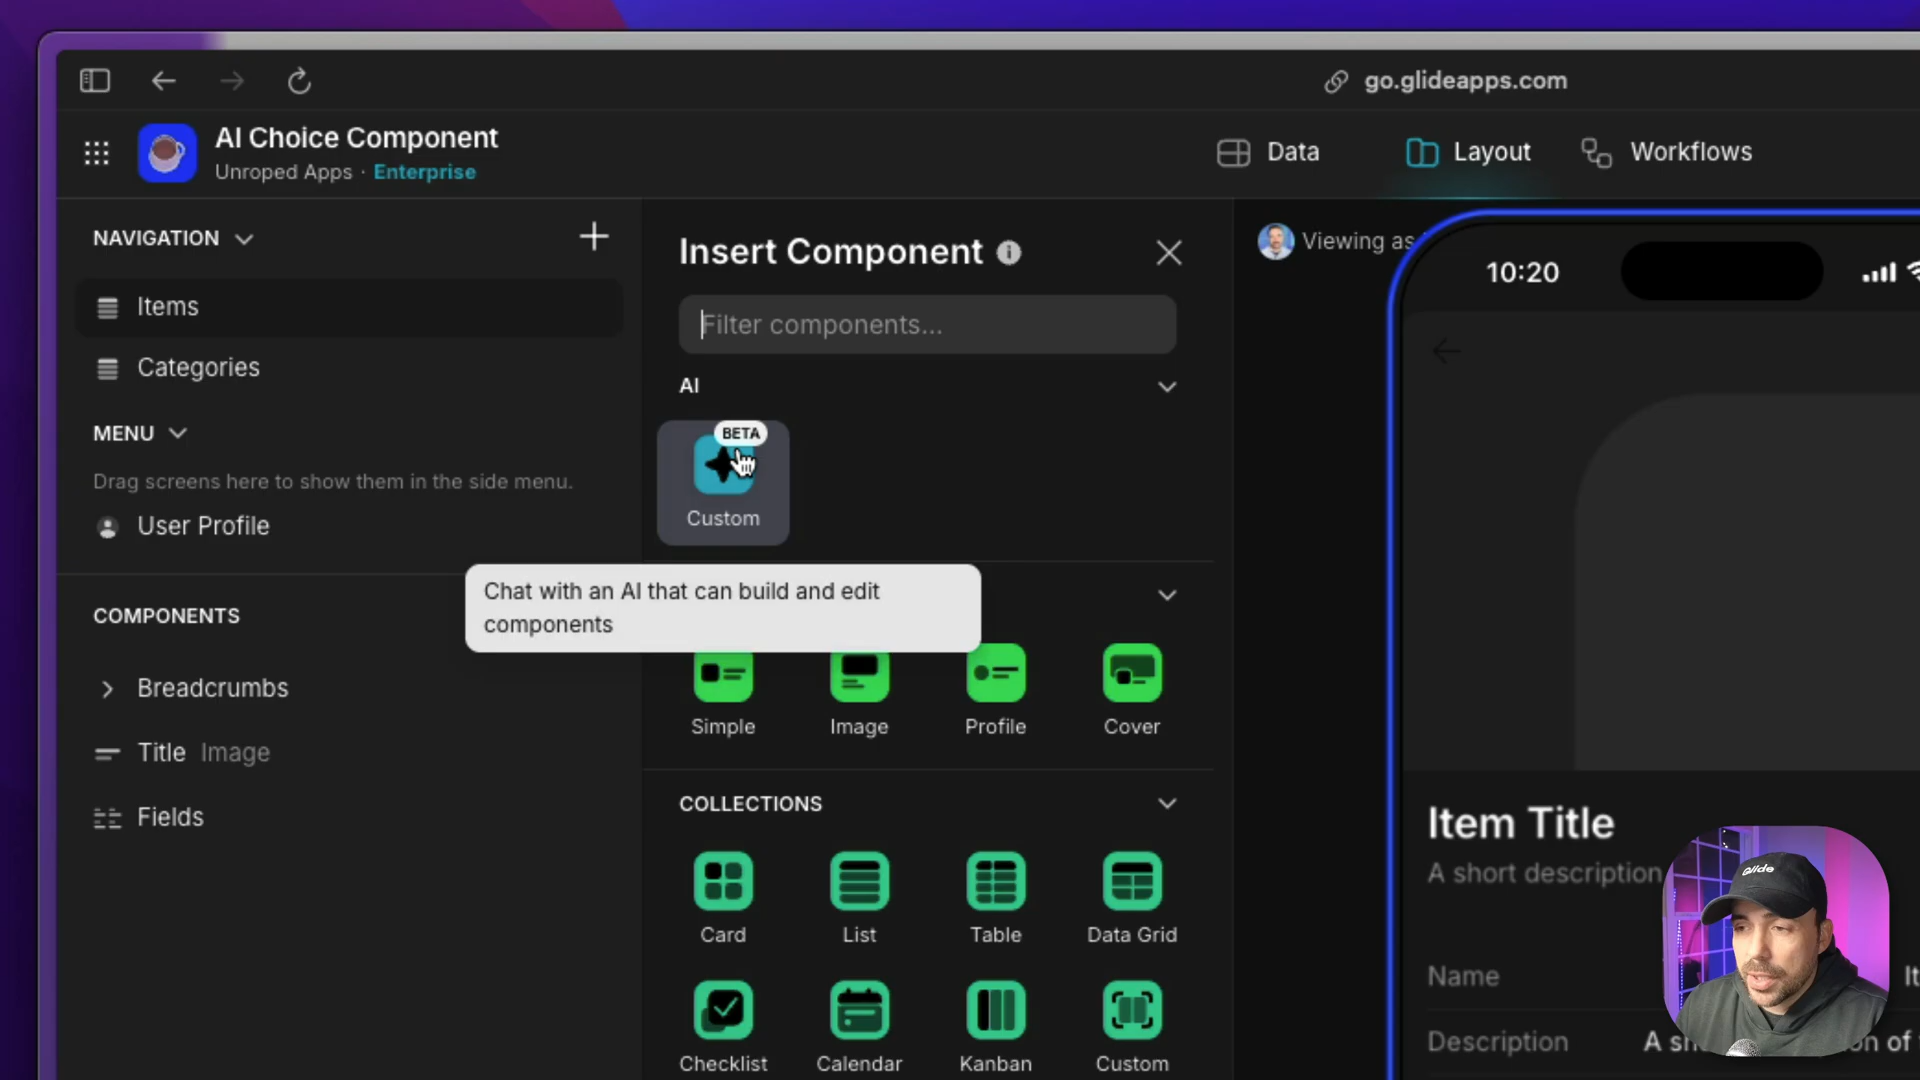 go.glideapps.com
AI Choice Component
Unroped Apps · Enterprise
Data
Layout
Workflows
NAVIGATION
Items
Categories
MENU
Drag screens here to show them in the side menu.
User Profile
COMPONENTS
Breadcrumbs
Title Image
Fields
Insert Component
Filter components...
AI
BETA
Custom
Chat with an AI that can build and edit
components
Simple
Image
Profile
Cover
COLLECTIONS
Card
List
Table
Data Grid
Checklist
Calendar
Kanban
Custom
Viewing as
10:20
Item Title
A short description
Name
Description
Glide